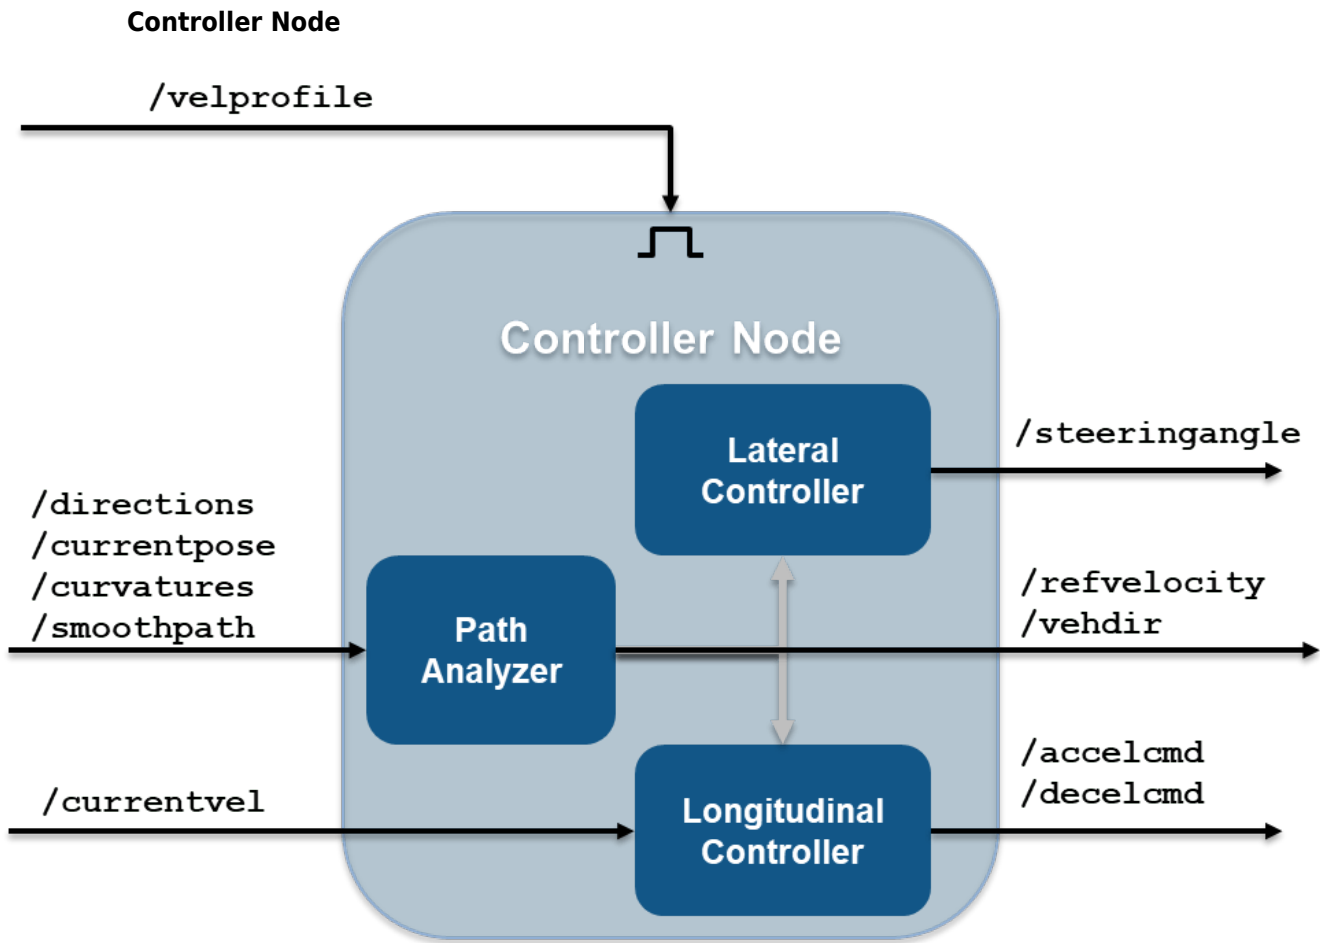 Controller Node
/velprofile
Controller Node
Lateral
Controller
/steeringangle
/directions
/currentpose
/curvatures
/smoothpath
Path
Analyzer
/refvelocity
/vehdir
/currentvel
Longitudinal
Controller
/accelcmd
/decelcmd